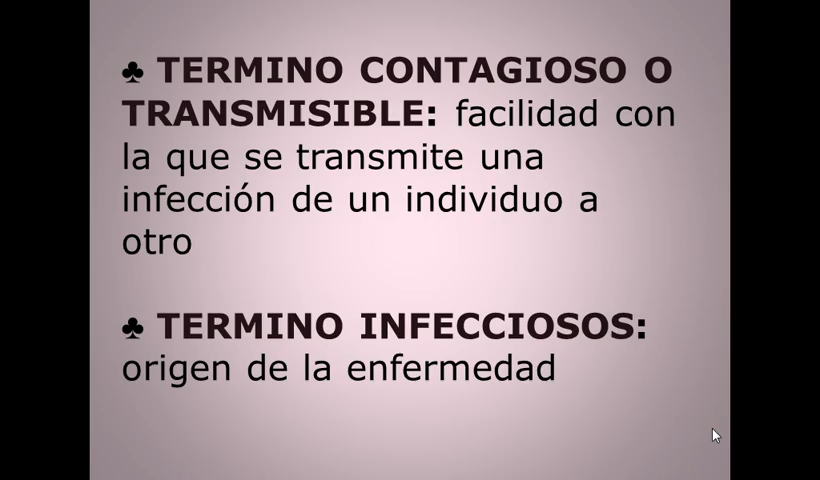 ♣ TERMINO CONTAGIOSO O
TRANSMISIBLE: facilidad con
la que se transmite una
infección de un individuo a
otro
♣ TERMINO INFECCIOSOS:
origen de la enfermedad